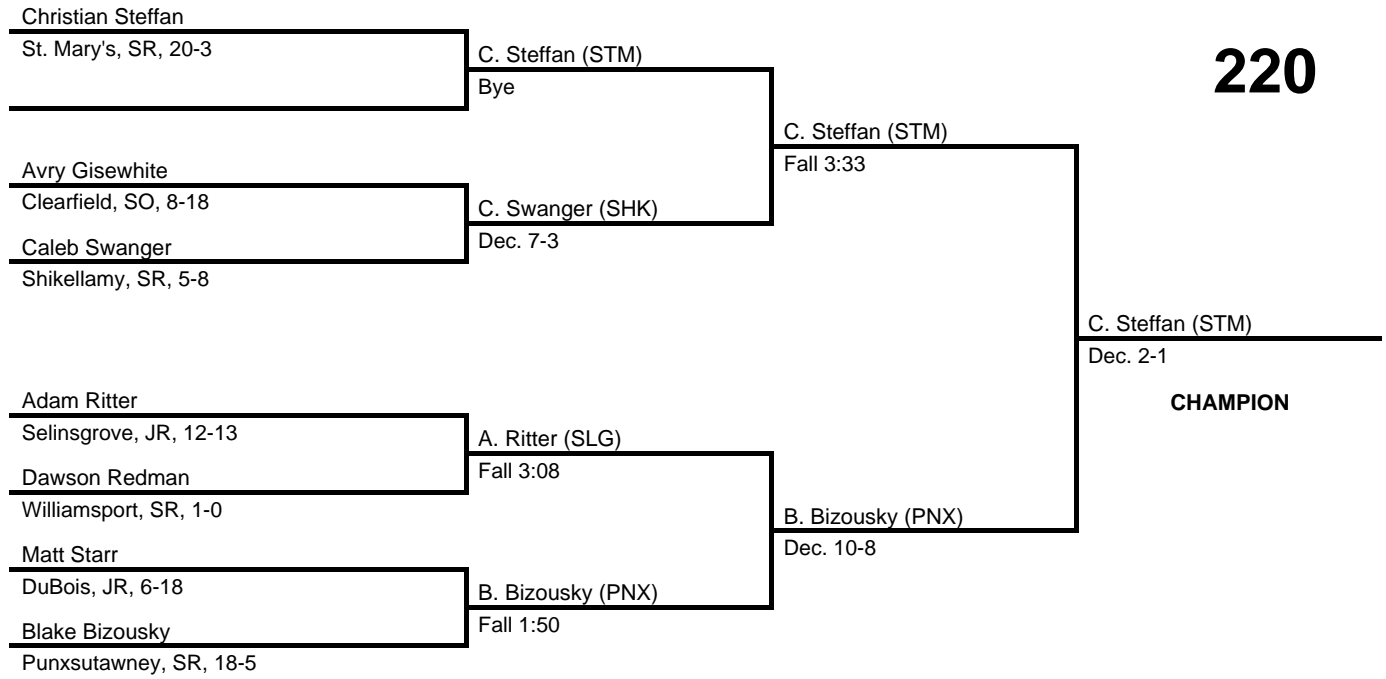 Christian Steffan
St. Mary's, SR, 20-3
C. Steffan (STM)
Bye
220
C. Steffan (STM)
Fall 3:33
Avry Gisewhite
Clearfield, SO, 8-18
C. Swanger (SHK)
Dec. 7-3
Caleb Swanger
Shikellamy, SR, 5-8
C. Steffan (STM)
Dec. 2-1
CHAMPION
Adam Ritter
Selinsgrove, JR, 12-13
A. Ritter (SLG)
Fall 3:08
Dawson Redman
Williamsport, SR, 1-0
B. Bizousky (PNX)
Dec. 10-8
Matt Starr
DuBois, JR, 6-18
B. Bizousky (PNX)
Fall 1:50
Blake Bizousky
Punxsutawney, SR, 18-5